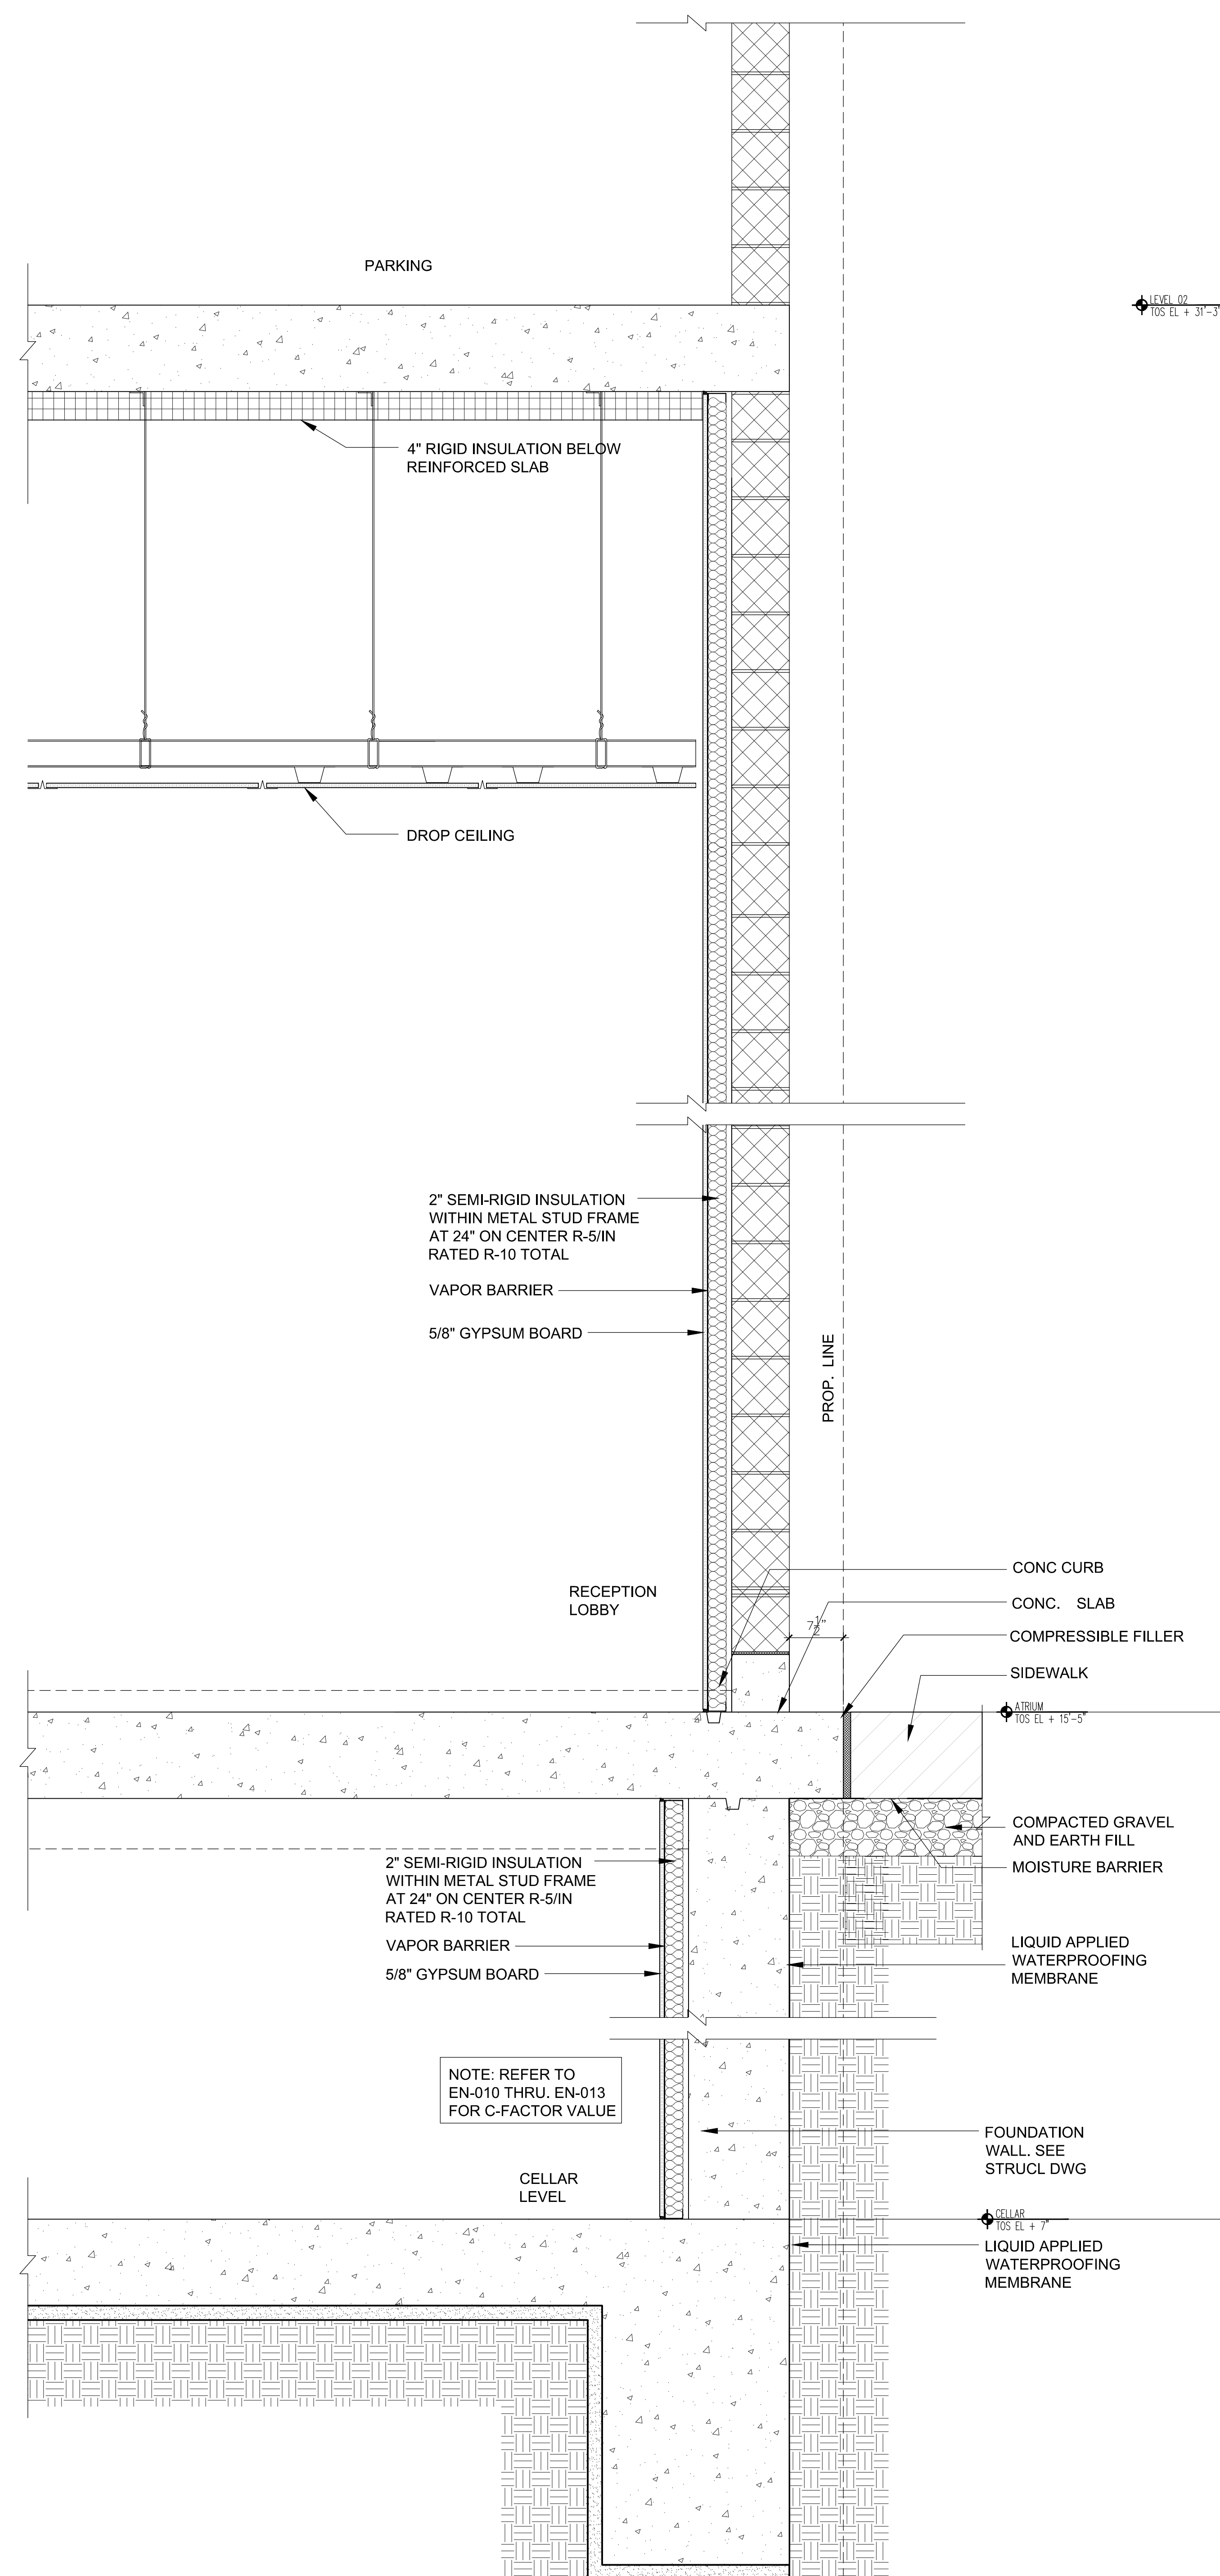 PARKING
LEVEL 02
TOS EL + 31'-3"
4" RIGID INSULATION BELOW
REINFORCED SLAB
DROP CEILING
2" SEMI-RIGID INSULATION
WITHIN METAL STUD FRAME
AT 24" ON CENTER R-5/IN
RATED R-10 TOTAL
VAPOR BARRIER
5/8" GYPSUM BOARD
PROP. LINE
RECEPTION
LOBBY
7 1/2"
CONC CURB
CONC. SLAB
COMPRESSIBLE FILLER
SIDEWALK
ATRIUM
TOS EL + 15'-5"
COMPACTED GRAVEL
AND EARTH FILL
MOISTURE BARRIER
2" SEMI-RIGID INSULATION
WITHIN METAL STUD FRAME
AT 24" ON CENTER R-5/IN
RATED R-10 TOTAL
VAPOR BARRIER
5/8" GYPSUM BOARD
LIQUID APPLIED
WATERPROOFING
MEMBRANE
NOTE: REFER TO
EN-010 THRU. EN-013
FOR C-FACTOR VALUE
FOUNDATION
WALL. SEE
STRUCL DWG
CELLAR
LEVEL
CELLAR
TOS EL + 7"
LIQUID APPLIED
WATERPROOFING
MEMBRANE